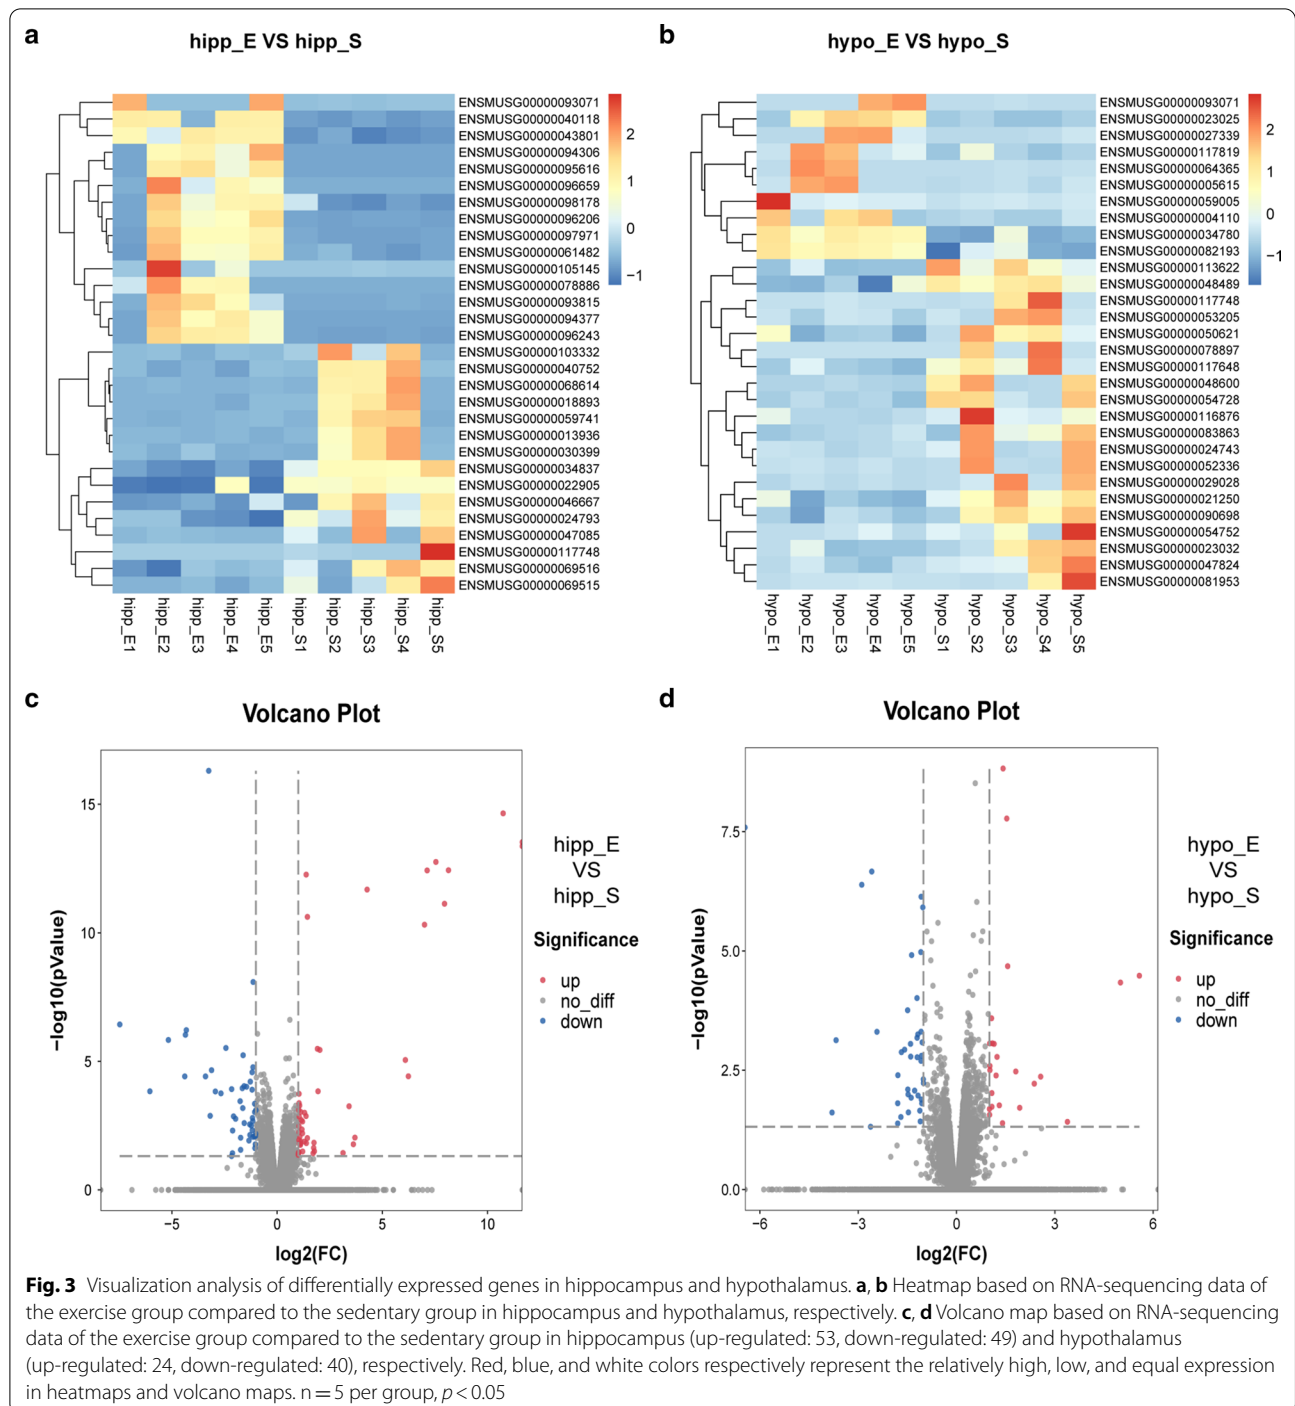 a
hipp_E VS hipp_S
ENSMUSG00000093071
ENSMUSG00000040118
ENSMUSG00000043801
ENSMUSG00000094306
ENSMUSG00000095616
ENSMUSG00000096659
ENSMUSG00000098178
ENSMUSG00000096206
ENSMUSG00000097971
ENSMUSG00000061482
ENSMUSG00000105145
ENSMUSG00000078886
ENSMUSG00000093815
ENSMUSG00000094377
ENSMUSG00000096243
ENSMUSG00000103332
ENSMUSG00000040752
ENSMUSG00000068614
ENSMUSG00000018893
ENSMUSG00000059741
ENSMUSG00000013936
ENSMUSG00000030399
ENSMUSG00000034837
ENSMUSG00000022905
ENSMUSG00000046667
ENSMUSG00000024793
ENSMUSG00000047085
ENSMUSG00000117748
ENSMUSG00000069516
ENSMUSG00000069515
2
1
0
−1
hipp_E1
hipp_E2
hipp_E3
hipp_E4
hipp_E5
hipp_S1
hipp_S2
hipp_S3
hipp_S4
hipp_S5
b
hypo_E VS hypo_S
ENSMUSG00000093071
ENSMUSG00000023025
ENSMUSG00000027339
ENSMUSG00000117819
ENSMUSG00000064365
ENSMUSG00000005615
ENSMUSG00000059005
ENSMUSG00000004110
ENSMUSG00000034780
ENSMUSG00000082193
ENSMUSG00000113622
ENSMUSG00000048489
ENSMUSG00000117748
ENSMUSG00000053205
ENSMUSG00000050621
ENSMUSG00000078897
ENSMUSG00000117648
ENSMUSG00000048600
ENSMUSG00000054728
ENSMUSG00000116876
ENSMUSG00000083863
ENSMUSG00000024743
ENSMUSG00000052336
ENSMUSG00000029028
ENSMUSG00000021250
ENSMUSG00000090698
ENSMUSG00000054752
ENSMUSG00000023032
ENSMUSG00000047824
ENSMUSG00000081953
2
1
0
−1
hypo_E1
hypo_E2
hypo_E3
hypo_E4
hypo_E5
hypo_S1
hypo_S2
hypo_S3
hypo_S4
hypo_S5
c
Volcano Plot
−log10(pValue)
15
10
5
0
−5
0
5
10
log2(FC)
hipp_E
VS
hipp_S
Significance
up
no_diff
down
d
Volcano Plot
−log10(pValue)
7.5
5.0
2.5
0.0
−6
−3
0
3
6
log2(FC)
hypo_E
VS
hypo_S
Significance
up
no_diff
down
Fig. 3 Visualization analysis of differentially expressed genes in hippocampus and hypothalamus. a, b Heatmap based on RNA-sequencing data of
the exercise group compared to the sedentary group in hippocampus and hypothalamus, respectively. c, d Volcano map based on RNA-sequencing
data of the exercise group compared to the sedentary group in hippocampus (up-regulated: 53, down-regulated: 49) and hypothalamus
(up-regulated: 24, down-regulated: 40), respectively. Red, blue, and white colors respectively represent the relatively high, low, and equal expression
in heatmaps and volcano maps. n = 5 per group, p < 0.05